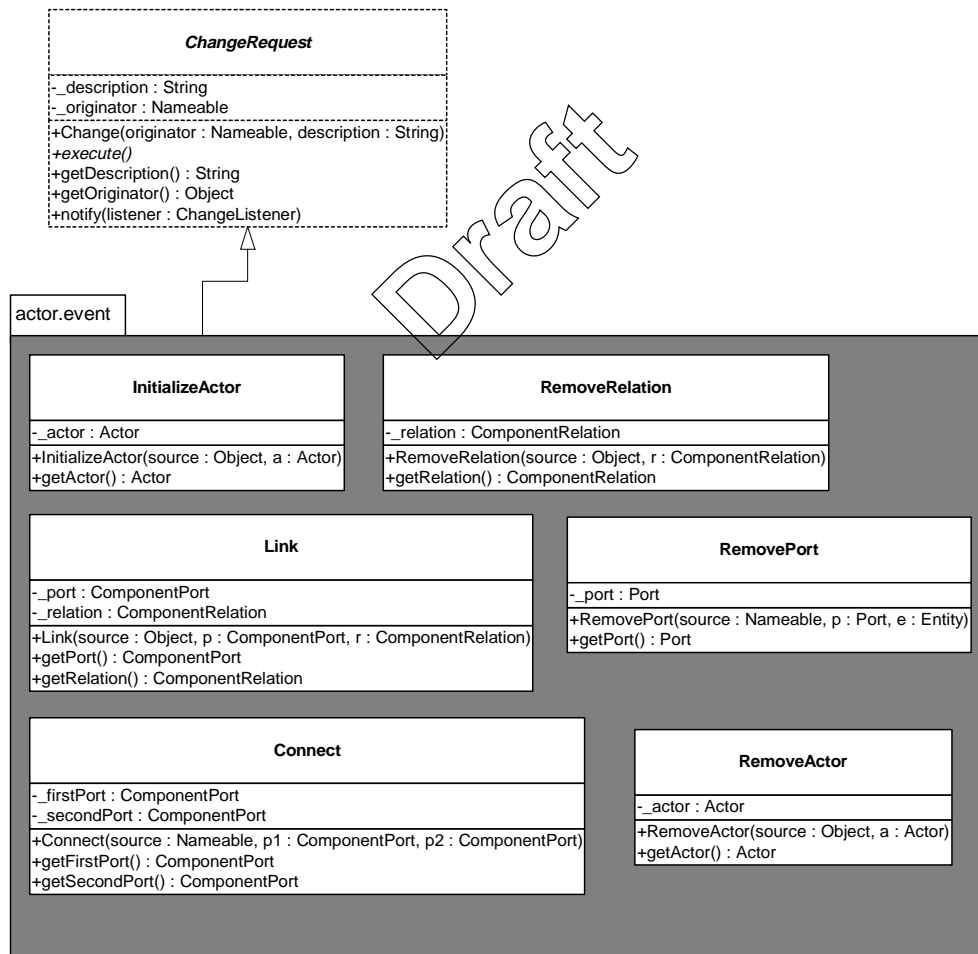 ChangeRequest
-_description : String
-_originator : Nameable
+Change(originator : Nameable, description : String)
+execute()
+getDescription() : String
+getOriginator() : Object
+notify(listener : ChangeListener)
Draft
actor.event
InitializeActor
-_actor : Actor
+InitializeActor(source : Object, a : Actor)
+getActor() : Actor
RemoveRelation
-_relation : ComponentRelation
+RemoveRelation(source : Object, r : ComponentRelation)
+getRelation() : ComponentRelation
Link
-_port : ComponentPort
-_relation : ComponentRelation
+Link(source : Object, p : ComponentPort, r : ComponentRelation)
+getPort() : ComponentPort
+getRelation() : ComponentRelation
RemovePort
-_port : Port
+RemovePort(source : Nameable, p : Port, e : Entity)
+getPort() : Port
Connect
-_firstPort : ComponentPort
-_secondPort : ComponentPort
+Connect(source : Nameable, p1 : ComponentPort, p2 : ComponentPort)
+getFirstPort() : ComponentPort
+getSecondPort() : ComponentPort
RemoveActor
-_actor : Actor
+RemoveActor(source : Object, a : Actor)
+getActor() : Actor